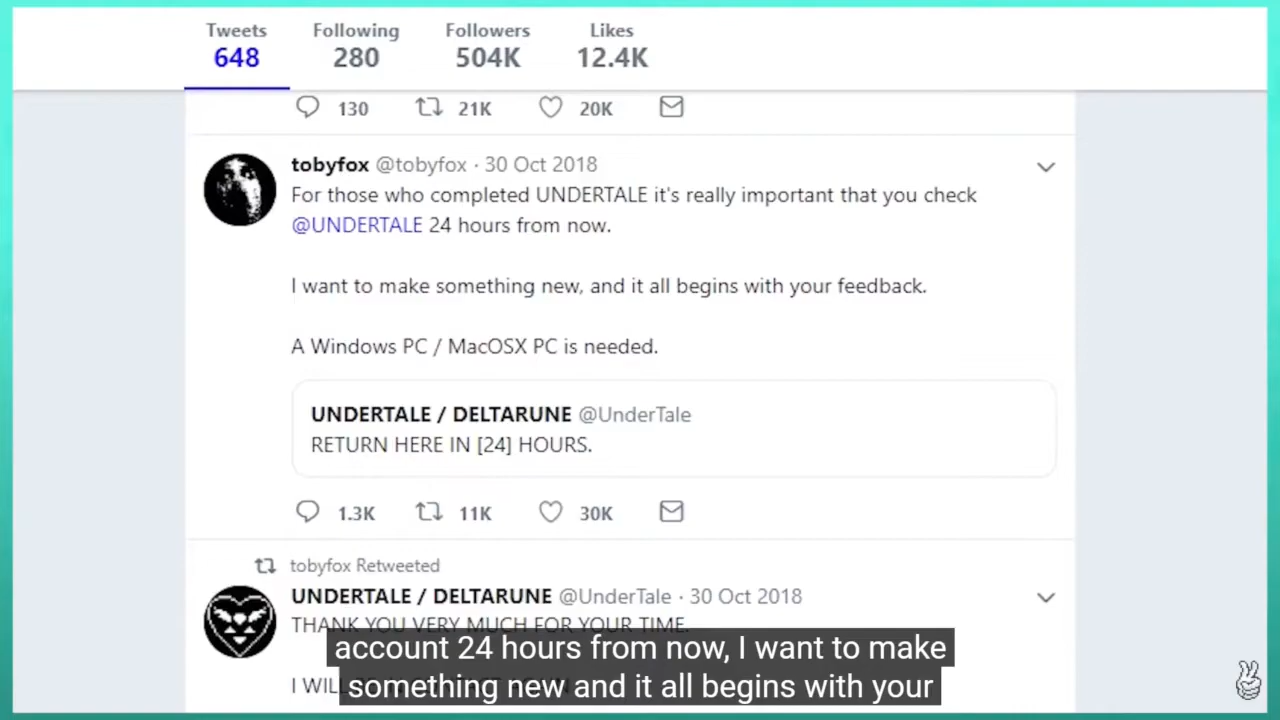 Tweets Following Followers Likes
648 280 504K 12.4K
130 21K 20K
tobyfox @tobyfox · 30 Oct 2018
For those who completed UNDERTALE it's really important that you check
@UNDERTALE 24 hours from now.
I want to make something new, and it all begins with your feedback.
A Windows PC / MacOSX PC is needed.
UNDERTALE / DELTARUNE @UnderTale
RETURN HERE IN [24] HOURS.
1.3K 11K 30K
tobyfox Retweeted
UNDERTALE / DELTARUNE @UnderTale · 30 Oct 2018
THANK YOU VERY MUCH FOR YOUR TIME.
account 24 hours from now, I want to make
I WILL
something new and it all begins with your